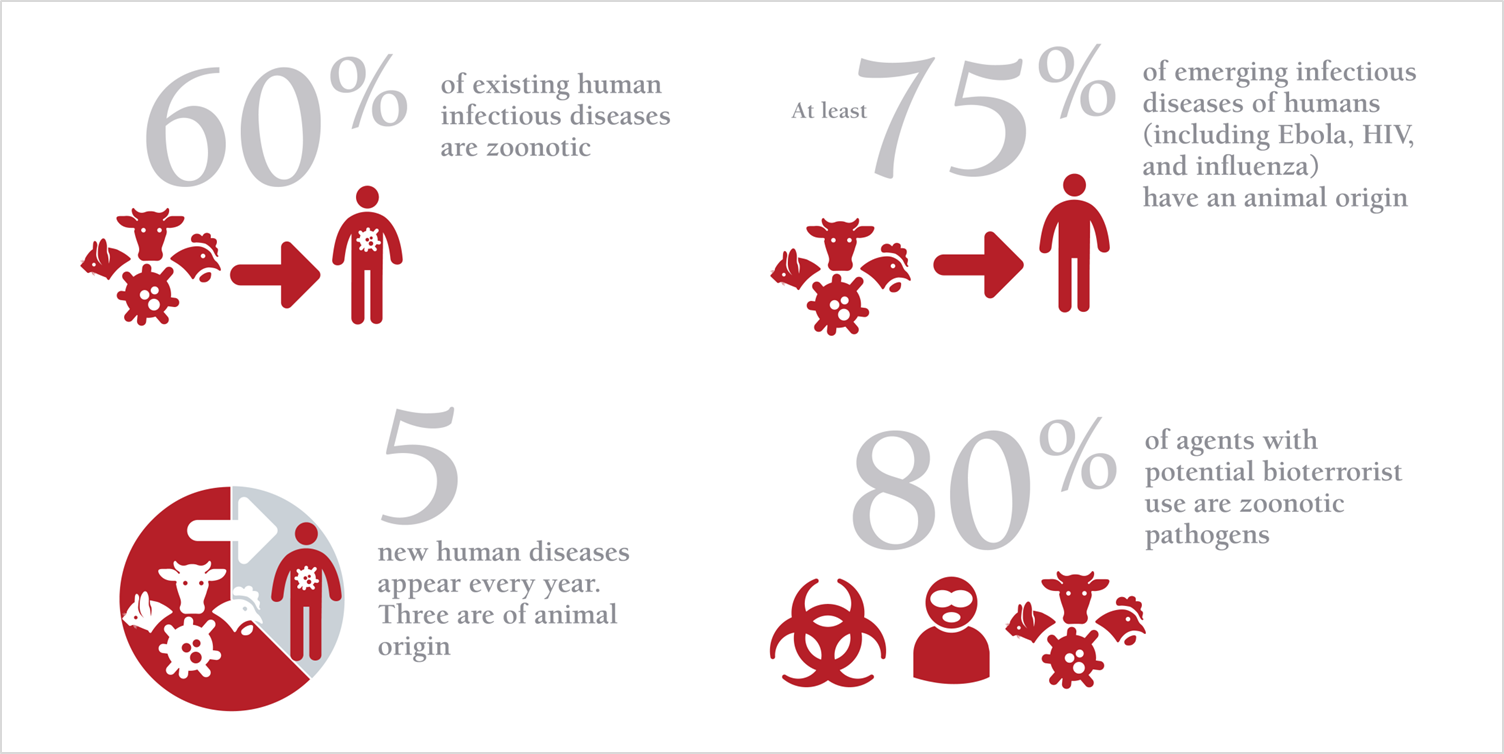 60%
of existing human
infectious diseases
are zoonotic
At least 75%
of emerging infectious
diseases of humans
(including Ebola, HIV,
and influenza)
have an animal origin
5
new human diseases
appear every year.
Three are of animal
origin
80%
of agents with
potential bioterrorist
use are zoonotic
pathogens